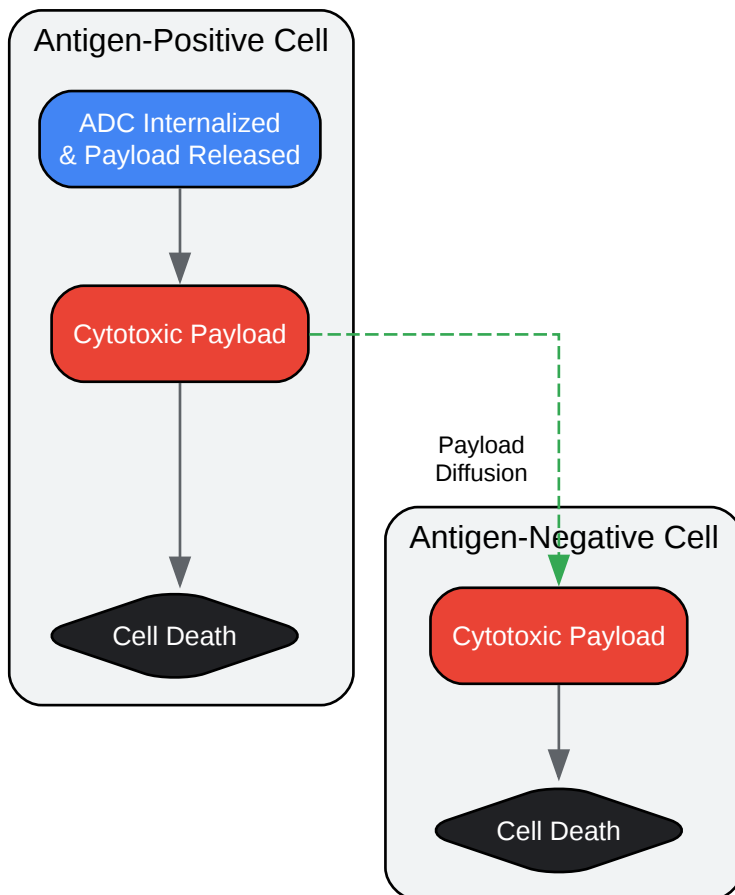 Antigen-Positive Cell
ADC Internalized
& Payload Released
Cytotoxic Payload
Cell Death
Payload
Diffusion
Antigen-Negative Cell
Cytotoxic Payload
Cell Death